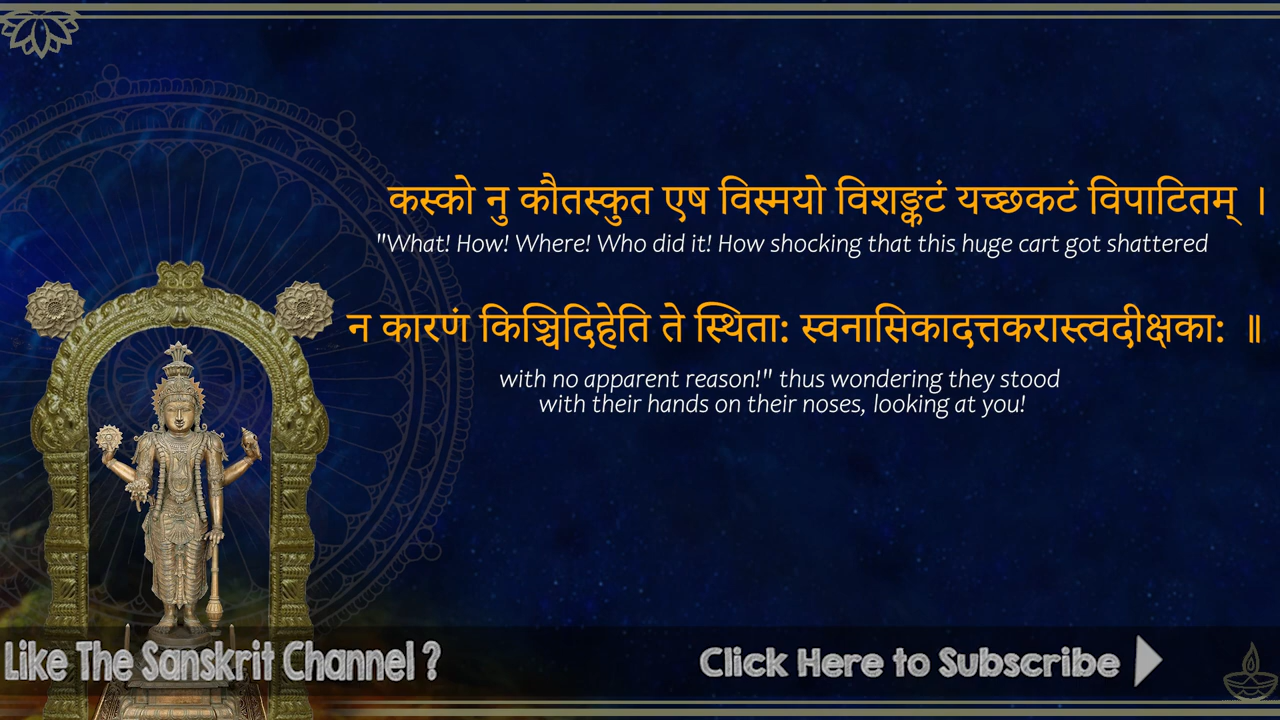 कस्को नु कौतस्कुत एष विस्मयो विशङ्कटं यच्छकटं विपाटितम् ।
"What! How! Where! Who did it! How shocking that this huge cart got shattered
न कारणं किञ्चिदिहेति ते स्थिताः स्वनासिकादत्तकरास्त्वदीक्षकाः ॥
with no apparent reason!" thus wondering they stood
with their hands on their noses, looking at you!
Like The Sanskrit Channel ?
Click Here to Subscribe